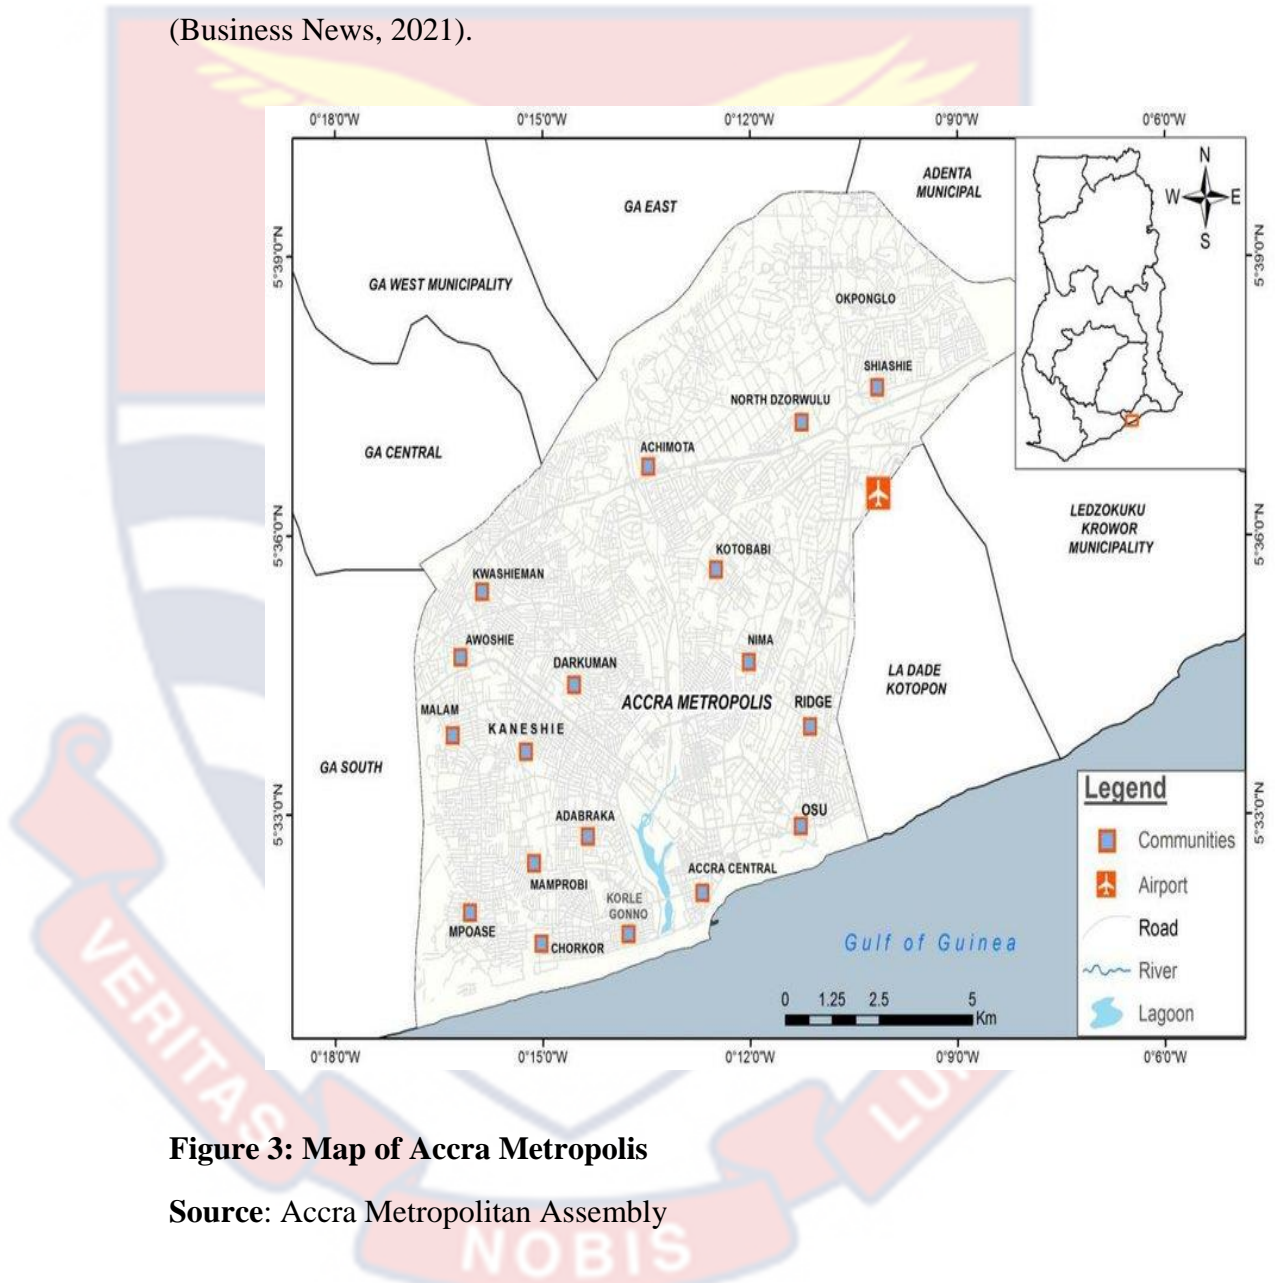 (Business News, 2021).
0°18'0"W 0°15'0"W 0°12'0"W 0°9'0"W 0°6'0"W
ADENTA
MUNICIPAL
N
W E
S
GA EAST
5°39'0"N 5°39'0"N
GA WEST MUNICIPALITY
OKPONGLO
SHIASHIE
NORTH DZORWULU
ACHIMOTA
GA CENTRAL
LEDZOKUKU
KROWOR
MUNICIPALITY
5°36'0"N 5°36'0"N
KOTOBABI
KWASHIEMAN
AWOSHIE
NIMA
DARKUMAN
LA DADE
KOTOPON
ACCRA METROPOLIS
RIDGE
MALAM
KANESHIE
GA SOUTH
Legend
5°33'0"N 5°33'0"N
OSU
ADABRAKA
Communities
ACCRA CENTRAL
MAMPROBI
Airport
KORLE
GONNO
MPOASE
Road
CHORKOR
Gulf of Guinea
River
0 1.25 2.5 5
Km
Lagoon
0°18'0"W 0°15'0"W 0°12'0"W 0°9'0"W 0°6'0"W
VERITAS
Figure 3: Map of Accra Metropolis
Source: Accra Metropolitan Assembly
NOBIS